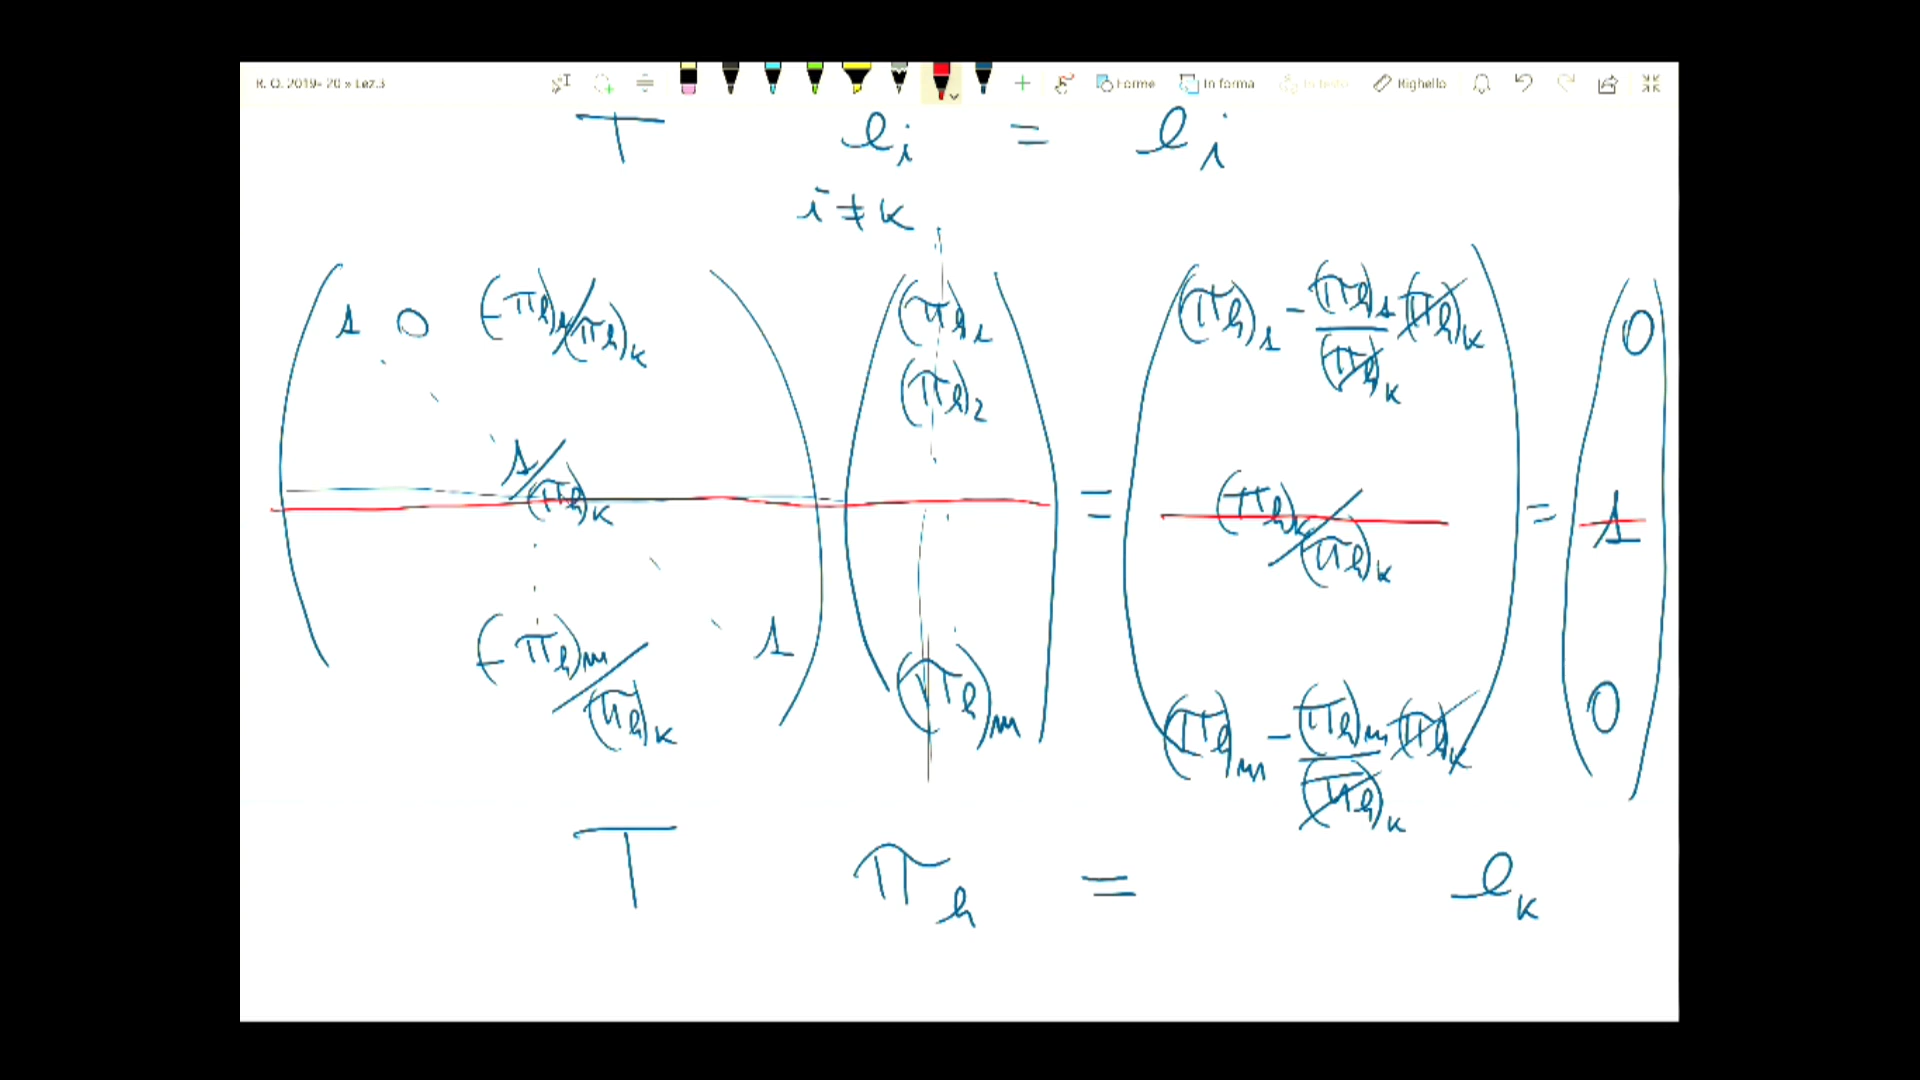 R. O. 2019- 20 » Lez.3 Forme In forma In testo Righello
T e_i = e_i
i ≠ k
1 0 (-π_h)_1/(π_h)_k (π_h)_1 (π_h)_1 - (π_h)_1/(π_h)_k (π_h)_k 0
(π_h)_2
1/(π_h)_k = (π_h)_k/(π_h)_k = 1
(-π_h)_m/(π_h)_k 1 (π_h)_m (π_h)_m - (π_h)_m/(π_h)_k (π_h)_k 0
T π_h = e_k